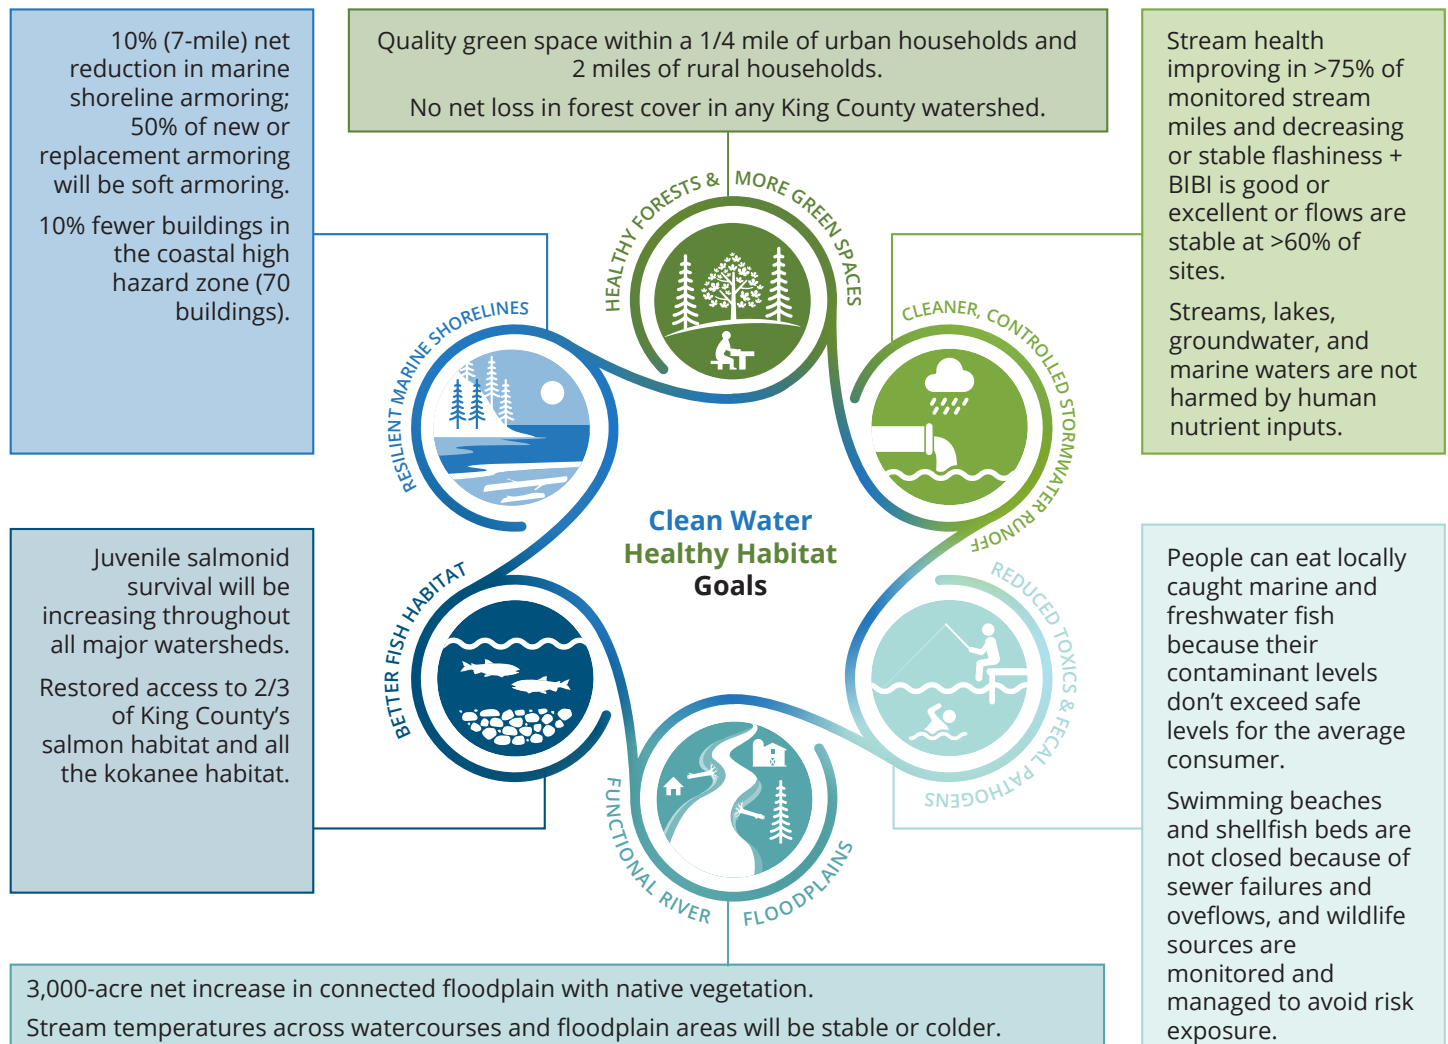 10% (7-mile) net
reduction in marine
shoreline armoring;
50% of new or
replacement armoring
will be soft armoring.
10% fewer buildings in
the coastal high
hazard zone (70
buildings).
Quality green space within a 1/4 mile of urban households and
2 miles of rural households.
No net loss in forest cover in any King County watershed.
Stream health
improving in >75% of
monitored stream
miles and decreasing
or stable flashiness +
BIBI is good or
excellent or flows are
stable at >60% of
sites.
Streams, lakes,
groundwater, and
marine waters are not
harmed by human
nutrient inputs.
HEALTHY FORESTS & MORE GREEN SPACES
RESILIENT MARINE SHORELINES
CLEANER, CONTROLLED STORMWATER RUNOFF
Clean Water
Healthy Habitat
Goals
BETTER FISH HABITAT
REDUCED TOXICS & FECAL PATHOGENS
FUNCTIONAL RIVER FLOODPLAINS
Juvenile salmonid
survival will be
increasing throughout
all major watersheds.
Restored access to 2/3
of King County’s
salmon habitat and all
the kokanee habitat.
People can eat locally
caught marine and
freshwater fish
because their
contaminant levels
don’t exceed safe
levels for the average
consumer.
Swimming beaches
and shellfish beds are
not closed because of
sewer failures and
oveflows, and wildlife
sources are
monitored and
managed to avoid risk
exposure.
3,000-acre net increase in connected floodplain with native vegetation.
Stream temperatures across watercourses and floodplain areas will be stable or colder.